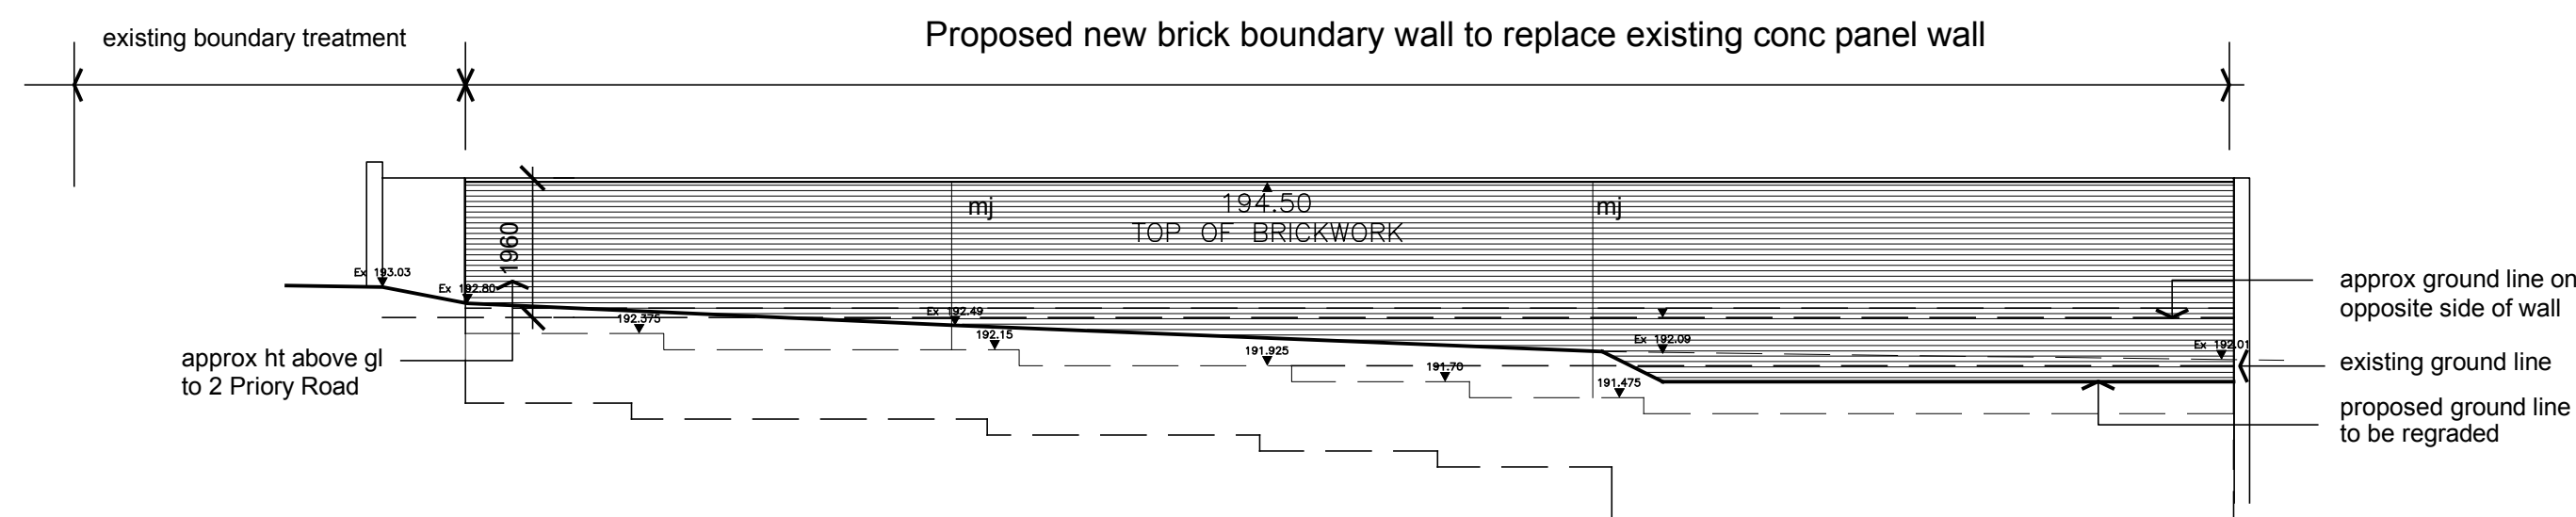 existing boundary treatment
Proposed new brick boundary wall to replace existing conc panel wall
mj
194.50
mj
TOP OF BRICKWORK
1960
Ex 193.03
Ex 192.80
approx ground line on
opposite side of wall
192.375
Ex 192.49
192.15
191.925
191.70
191.475
Ex 192.09
Ex 192.01
approx ht above gl
to 2 Priory Road
existing ground line
proposed ground line
to be regraded